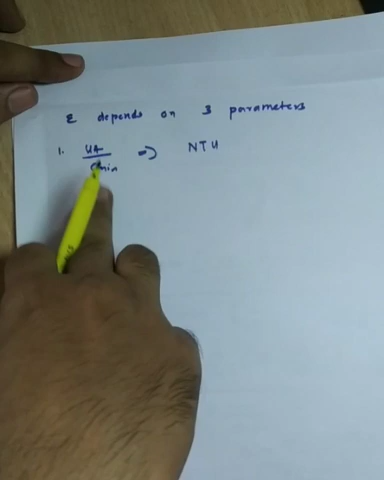 ε depends on 3 parameters
1. UA/Cmin => NTU